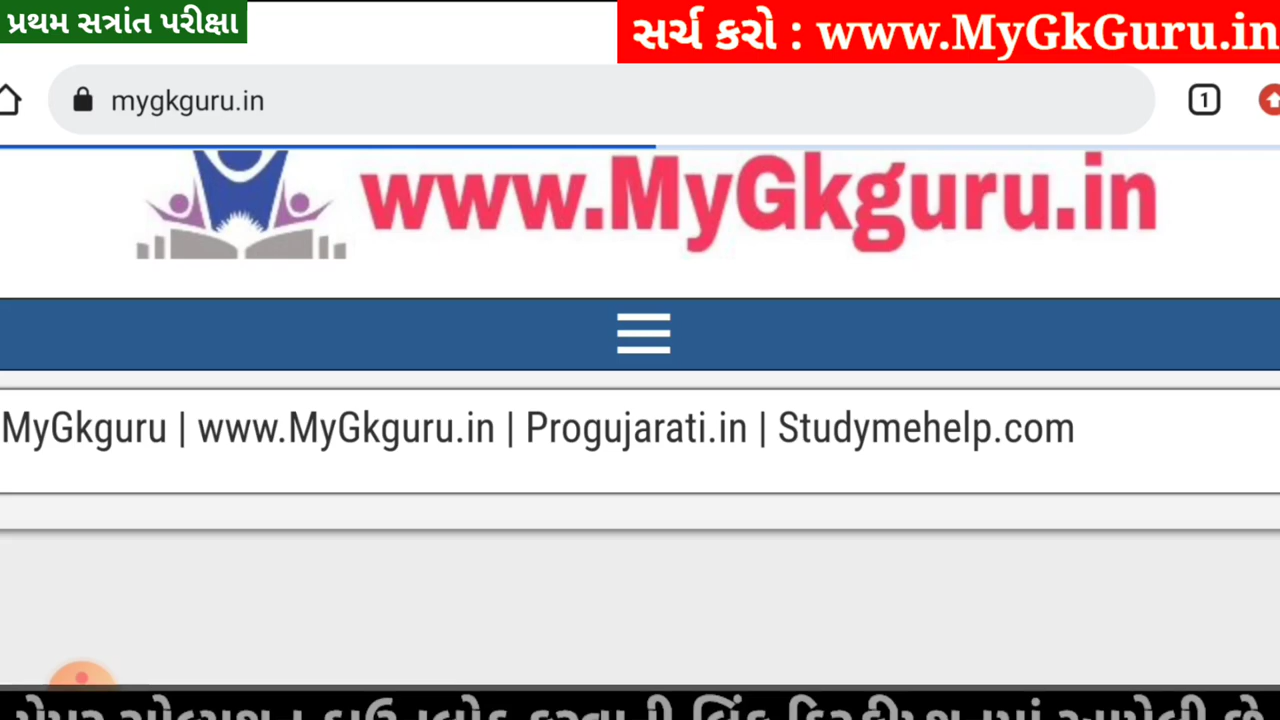 પ્રથમ સત્રાંત પરીક્ષા
સર્ચ કરો : www.MyGkGuru.in
mygkguru.in
1
www.MyGkguru.in
MyGkguru | www.MyGkguru.in | Progujarati.in | Studymehelp.com